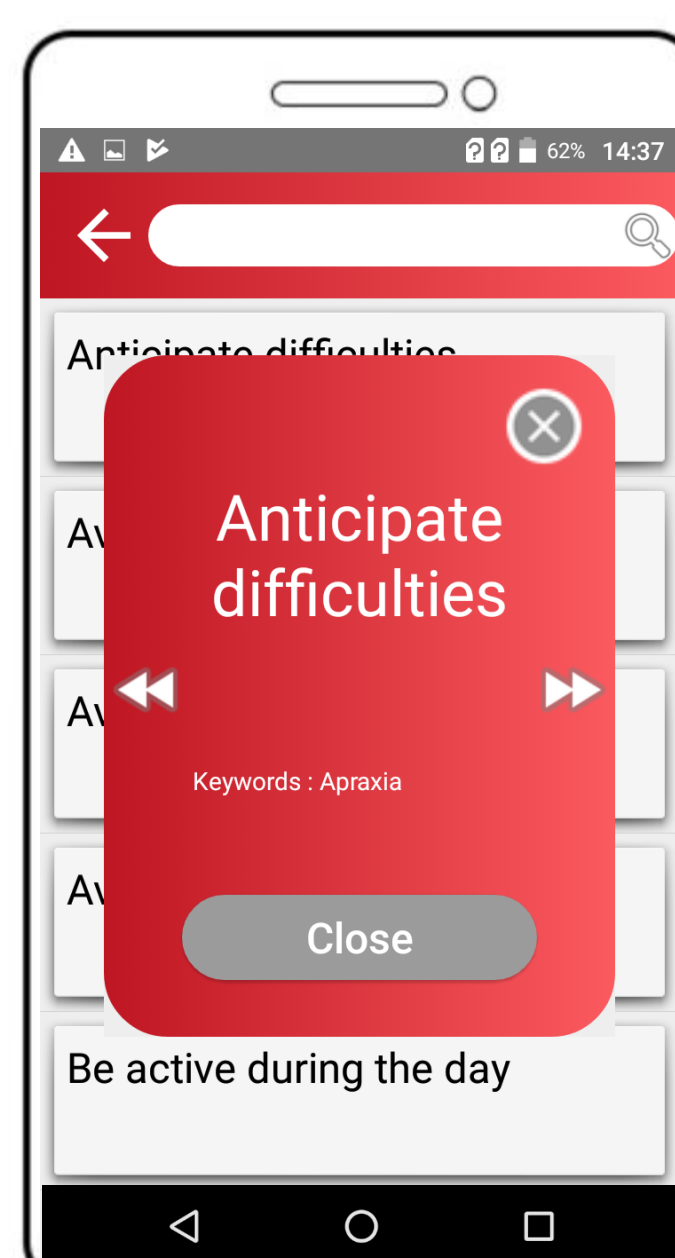 62% 14:37
Anticipate difficulties
Anticipate
difficulties
Keywords : Apraxia
Close
Be active during the day